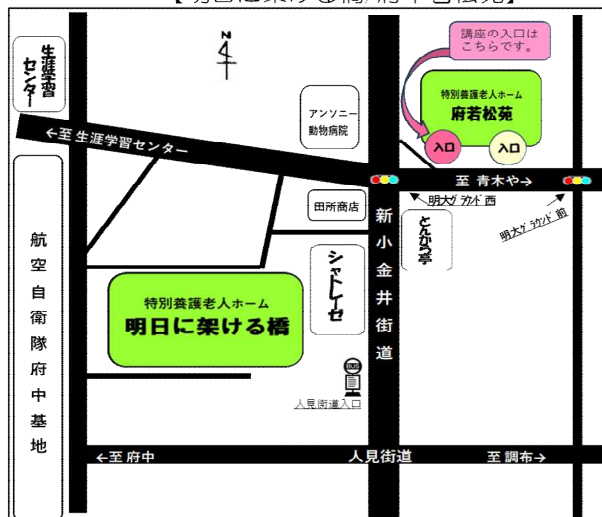 生涯学習
センター
N
アンソニー
動物病院
講座の入口は
こちらです。
特別養護老人ホーム
府若松苑
入口
入口
←至生涯学習センター
至 青木や→
明大グラウンド西
明大グラウンド前
田所商店
とんかつ亭
シャトレーゼ
新小金井街道
航空自衛隊府中基地
特別養護老人ホーム
明日に架ける橋
BUS
人見街道入口
←至 府中
人見街道
至 調布→